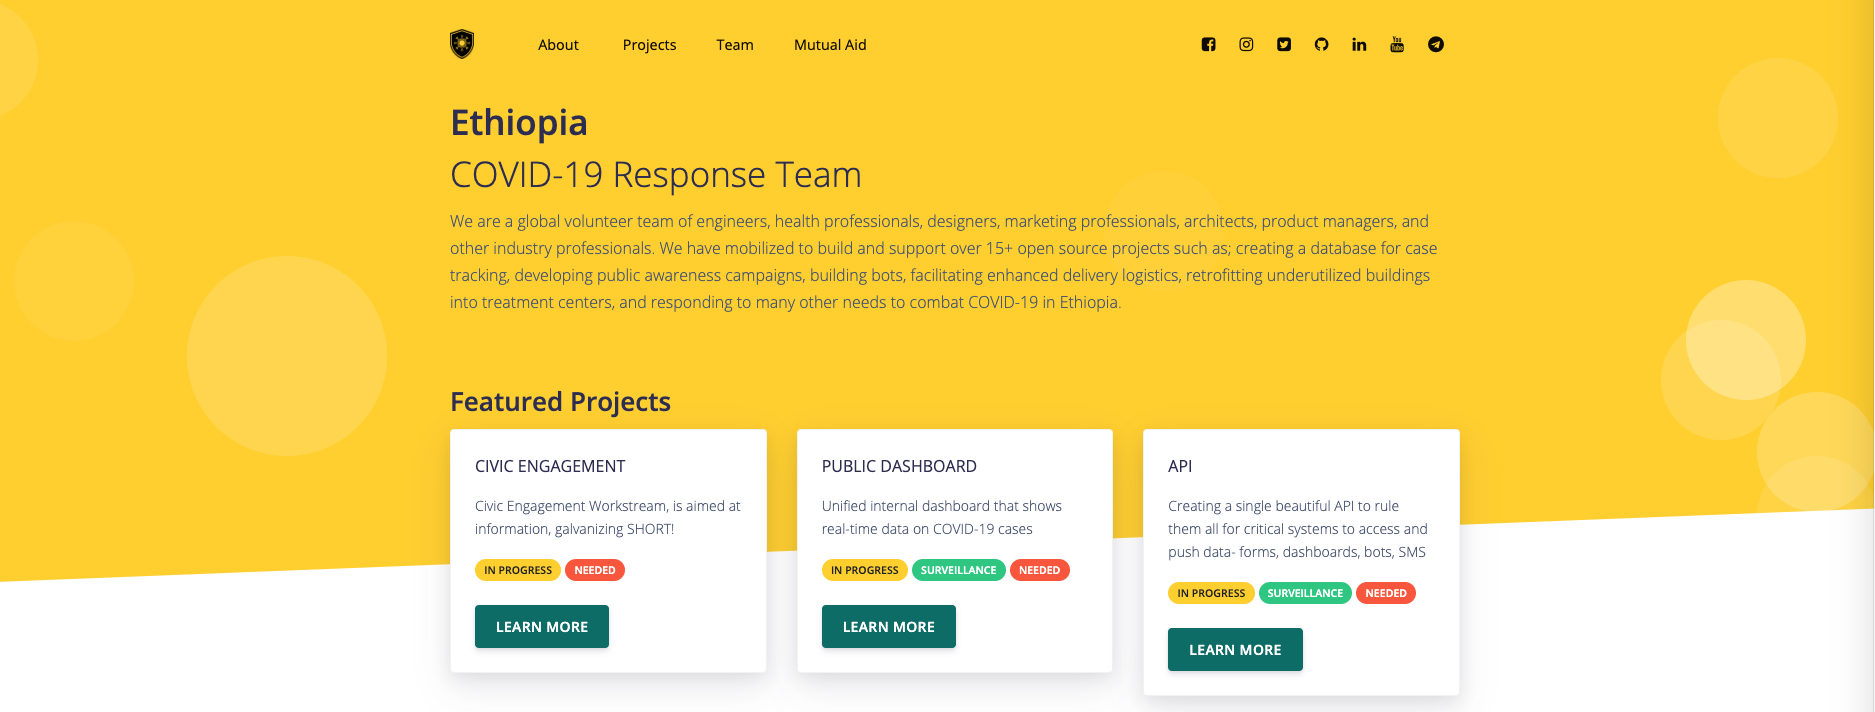 About Projects Team Mutual Aid
You
Tube
Ethiopia
COVID-19 Response Team
We are a global volunteer team of engineers, health professionals, designers, marketing professionals, architects, product managers, and
other industry professionals. We have mobilized to build and support over 15+ open source projects such as; creating a database for case
tracking, developing public awareness campaigns, building bots, facilitating enhanced delivery logistics, retrofitting underutilized buildings
into treatment centers, and responding to many other needs to combat COVID-19 in Ethiopia.
Featured Projects
CIVIC ENGAGEMENT
Civic Engagement Workstream, is aimed at
information, galvanizing SHORT!
IN PROGRESS NEEDED
LEARN MORE
PUBLIC DASHBOARD
Unified internal dashboard that shows
real-time data on COVID-19 cases
IN PROGRESS SURVEILLANCE NEEDED
LEARN MORE
API
Creating a single beautiful API to rule
them all for critical systems to access and
push data- forms, dashboards, bots, SMS
IN PROGRESS SURVEILLANCE NEEDED
LEARN MORE